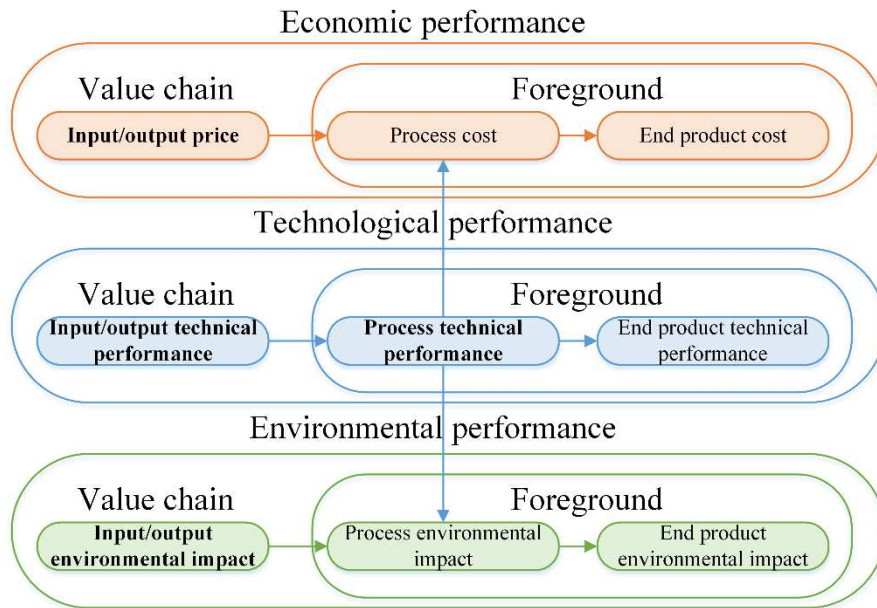 Economic performance
Value chain
Foreground
Input/output price
Process cost
End product cost
Technological performance
Value chain
Foreground
Input/output technical
performance
Process technical
performance
End product technical
performance
Environmental performance
Value chain
Foreground
Input/output
environmental impact
Process environmental
impact
End product
environmental impact